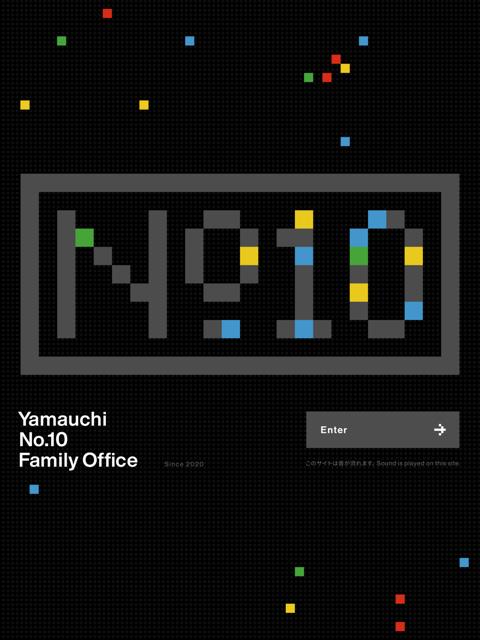 Nº10
Yamauchi
No.10
Family Office
Since 2020
Enter
このサイトは音が流れます。Sound is played on this site.